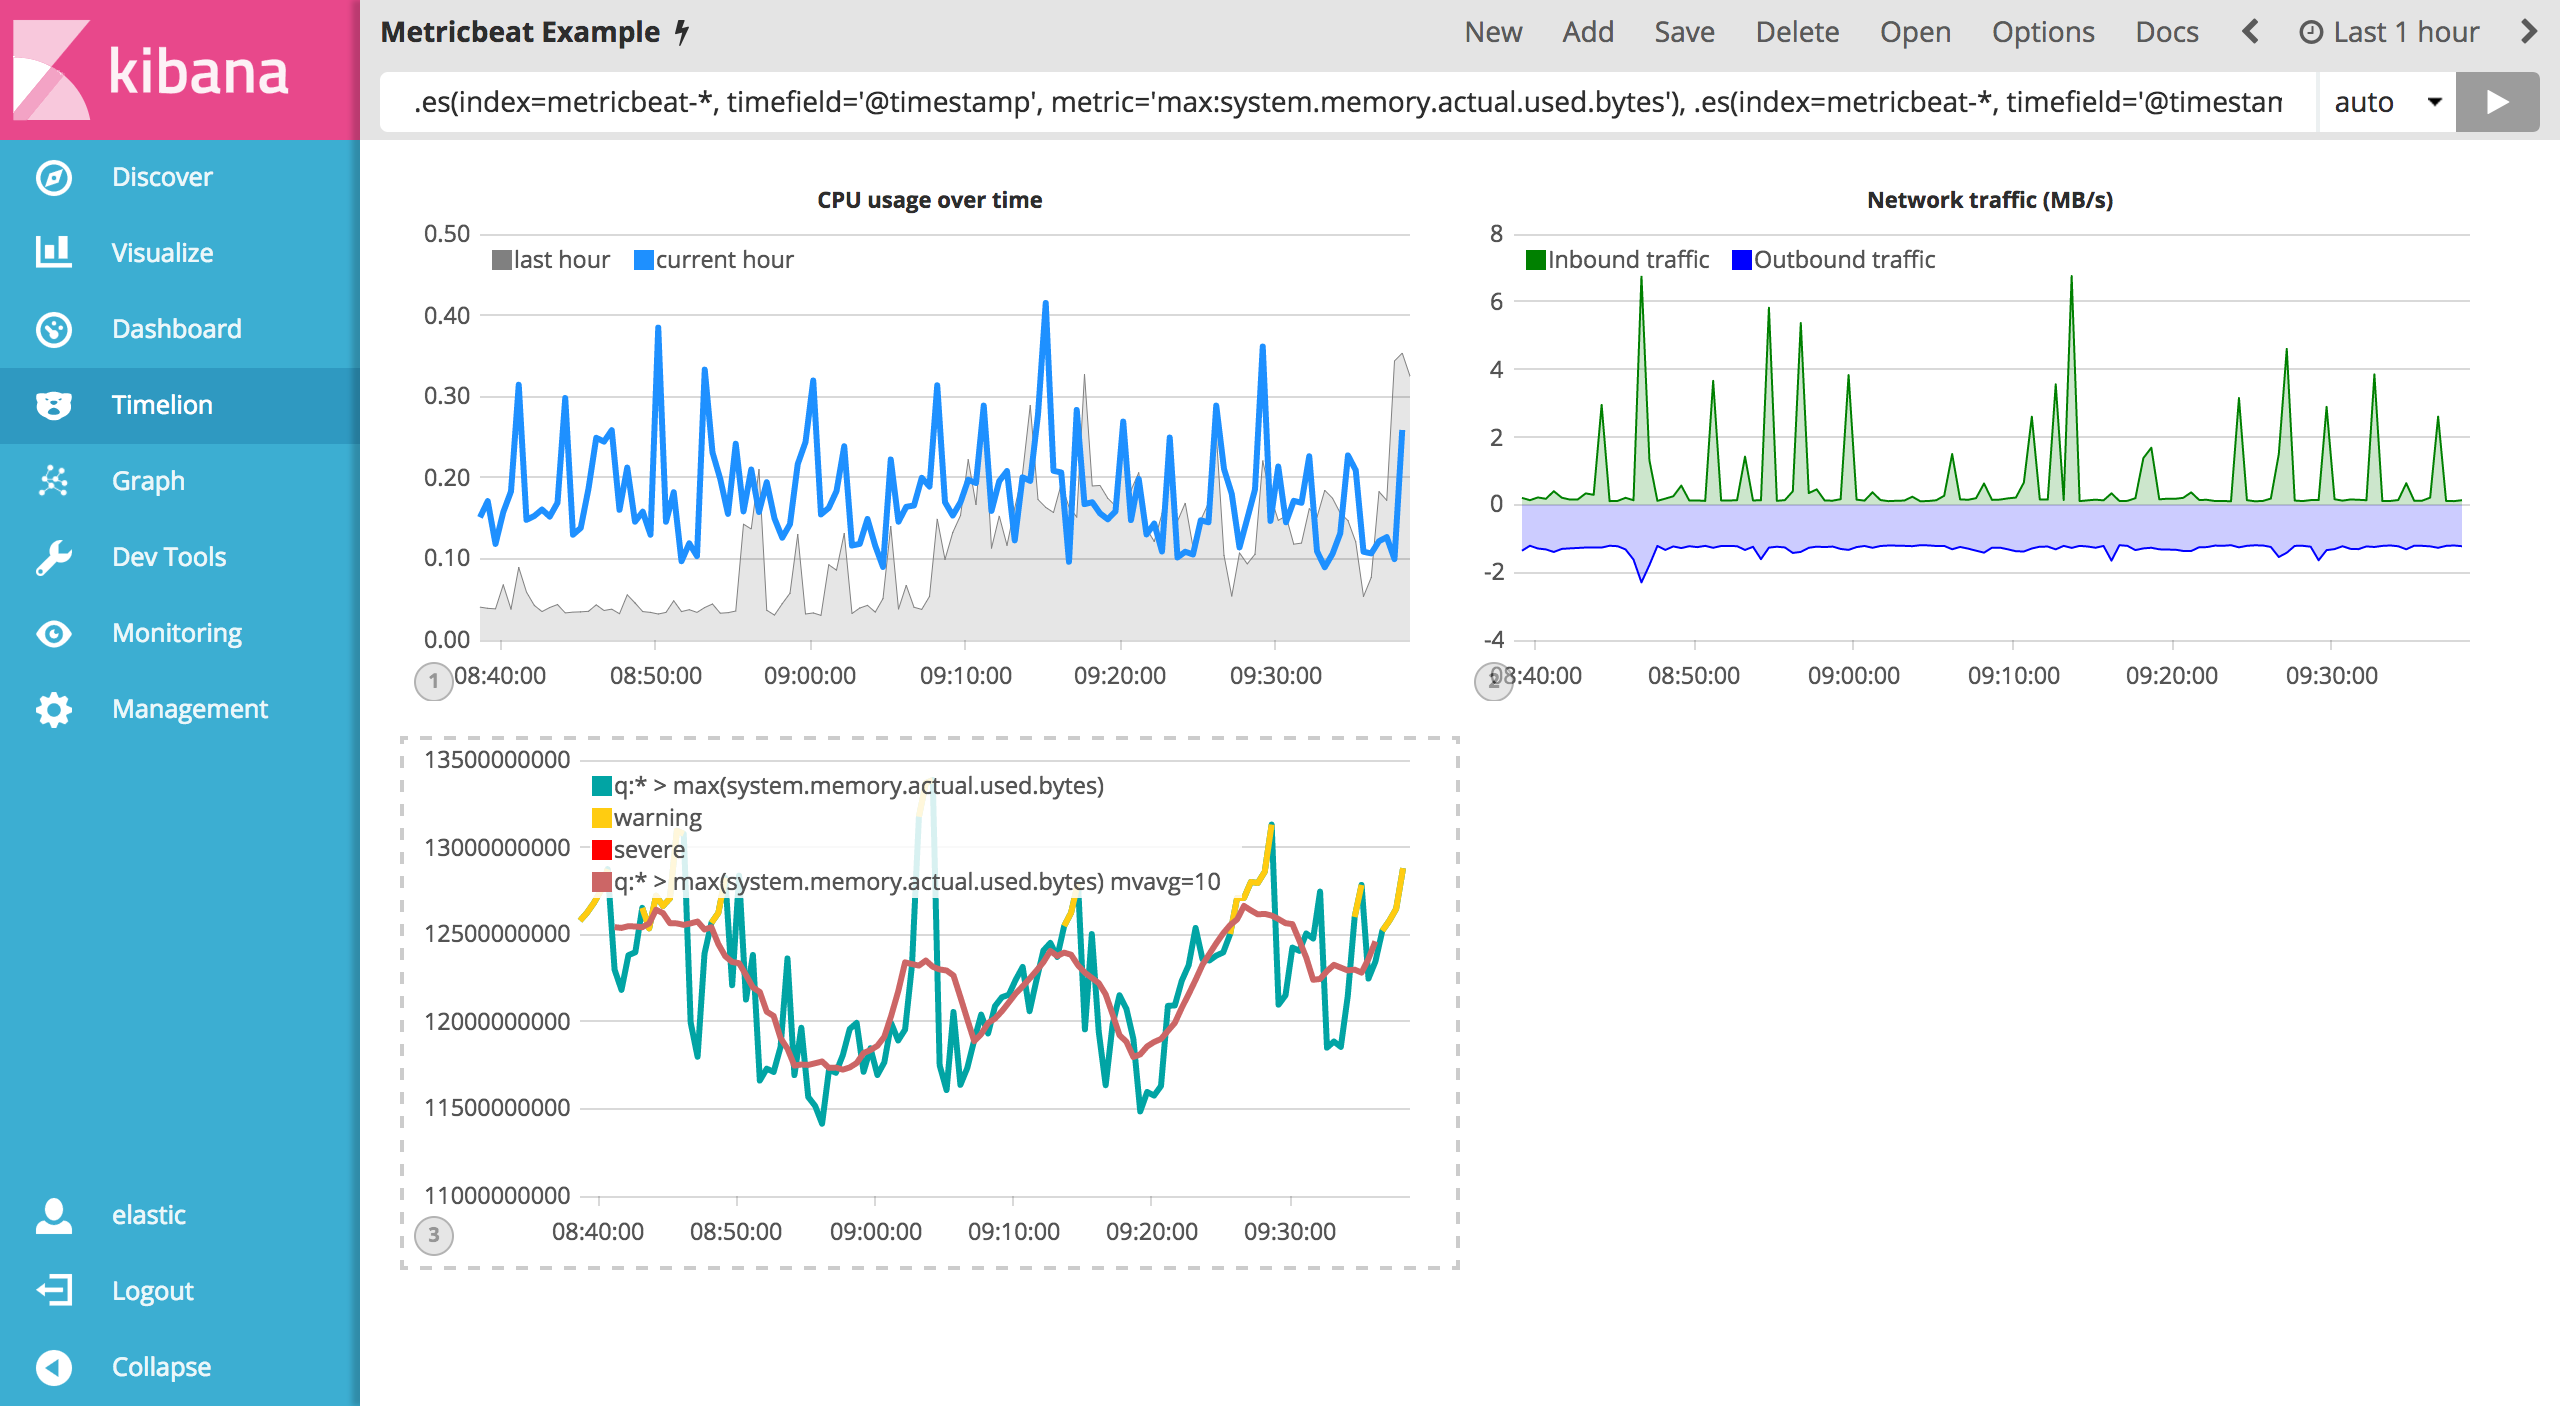 kibana
Metricbeat Example
New Add Save Delete Open Options Docs Last 1 hour
.es(index=metricbeat-*, timefield='@timestamp', metric='max:system.memory.actual.used.bytes'), .es(index=metricbeat-*, timefield='@timestam
auto
Discover
Visualize
Dashboard
Timelion
Graph
Dev Tools
Monitoring
Management
elastic
Logout
Collapse
CPU usage over time
0.50
last hour current hour
0.40
0.30
0.20
0.10
0.00
1
08:40:00 08:50:00 09:00:00 09:10:00 09:20:00 09:30:00
Network traffic (MB/s)
8
Inbound traffic Outbound traffic
6
4
2
0
-2
-4
2
08:40:00 08:50:00 09:00:00 09:10:00 09:20:00 09:30:00
13500000000
q:* > max(system.memory.actual.used.bytes)
warning
13000000000
severe
q:* > max(system.memory.actual.used.bytes) mvavg=10
12500000000
12000000000
11500000000
11000000000
3
08:40:00 08:50:00 09:00:00 09:10:00 09:20:00 09:30:00